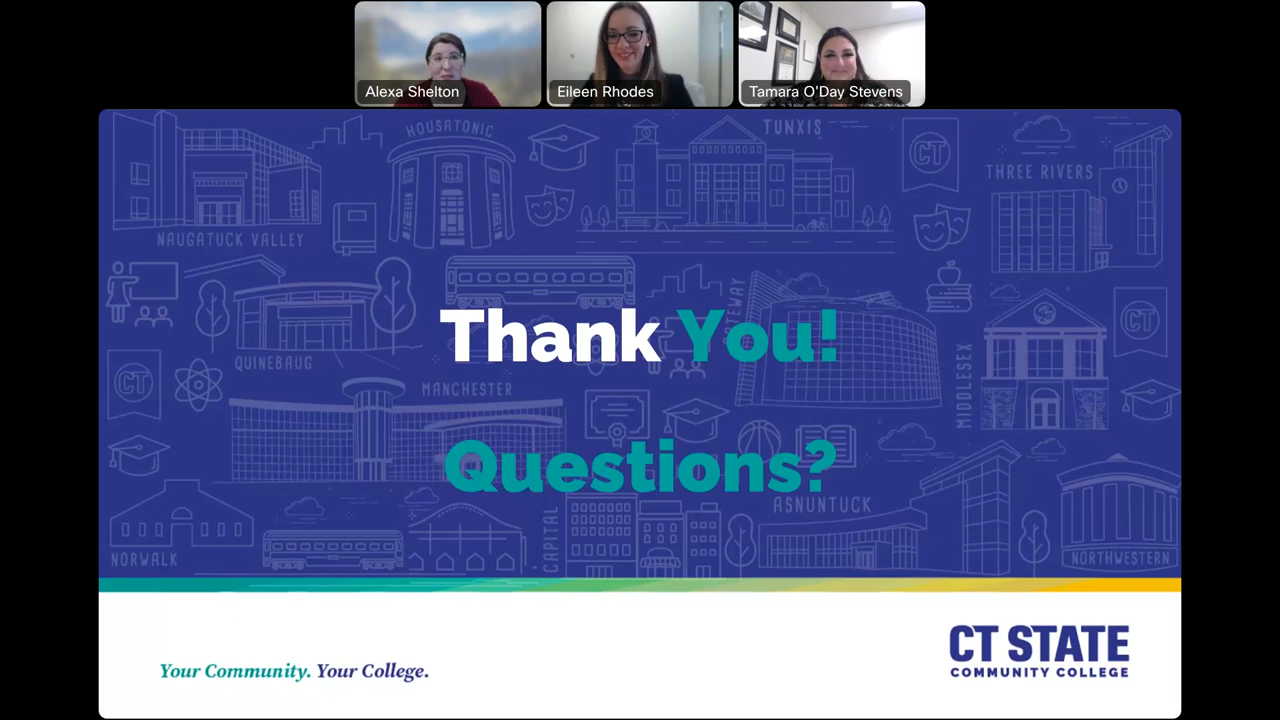 Alexa Shelton
Eileen Rhodes
Tamara O'Day Stevens
HOUSATONIC
TUNXIS
CT
THREE RIVERS
NAUGATUCK VALLEY
GATEWAY
Thank You!
CT
QUINEBAUG
MIDDLESEX
CT
MANCHESTER
Questions?
ASNUNTUCK
CAPITAL
NORWALK
NORTHWESTERN
Your Community. Your College.
CT STATE
COMMUNITY COLLEGE